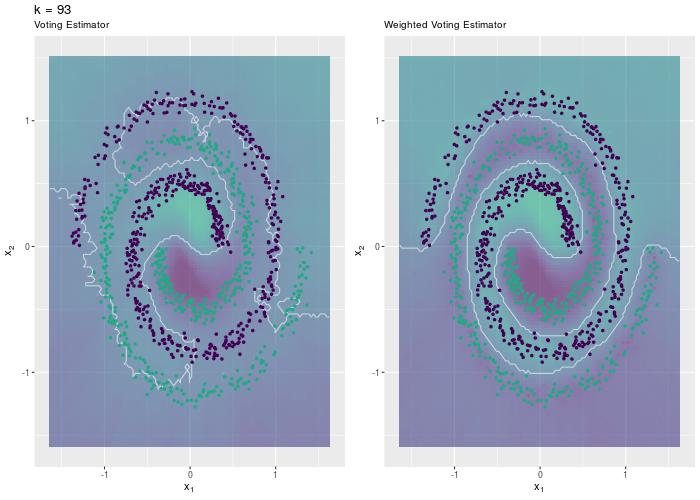 k = 93
Voting Estimator
Weighted Voting Estimator
1
0
-1
x2
-1
0
1
x1
1
0
-1
x2
-1
0
1
x1